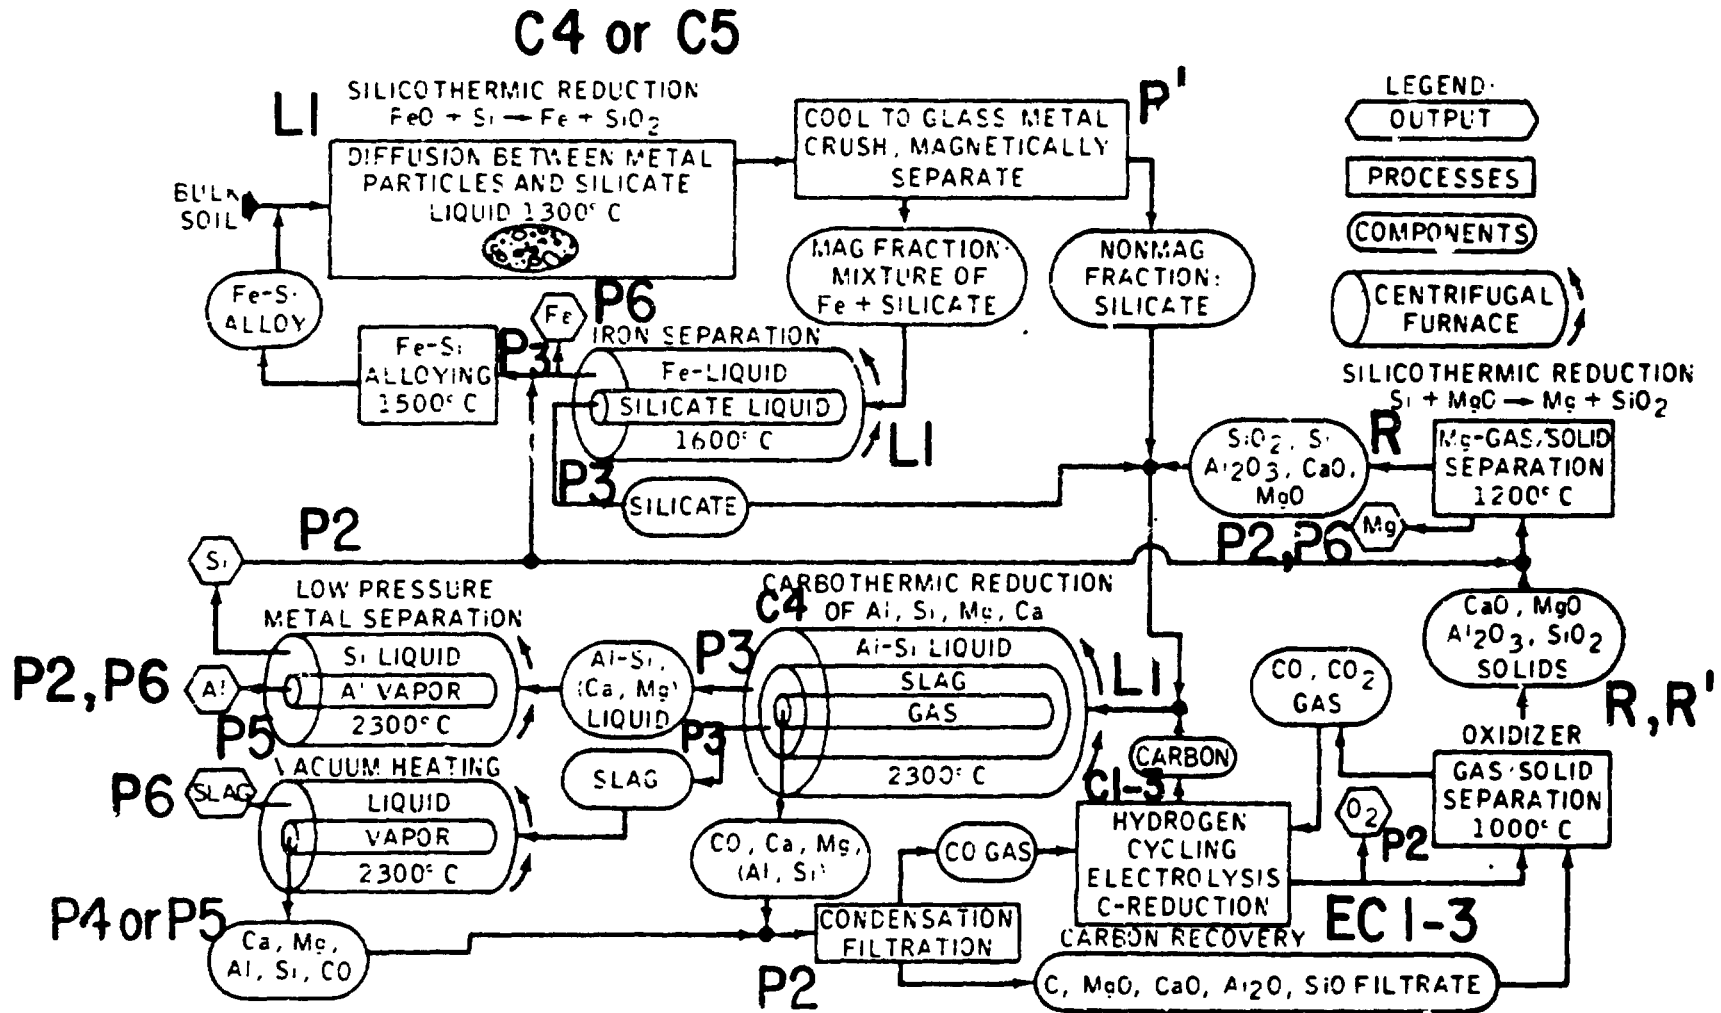 C4 or C5
LI
SILICOTHERMIC REDUCTION
FeO + Si → Fe + SiO2
DIFFUSION BETWEEN METAL
PARTICLES AND SILICATE
LIQUID 1300° C
BULK
SOIL
COOL TO GLASS METAL
CRUSH, MAGNETICALLY
SEPARATE
P'
LEGEND:
OUTPUT
PROCESSES
COMPONENTS
CENTRIFUGAL
FURNACE
MAG FRACTION:
MIXTURE OF
Fe + SILICATE
NONMAG
FRACTION:
SILICATE
Fe-Si
ALLOY
Fe-Si
ALLOYING
1500° C
P3
Fe
P6
IRON SEPARATION
Fe-LIQUID
SILICATE LIQUID
1600° C
LI
P3
SILICATE
SILICOTHERMIC REDUCTION
Si + MgO → Mg + SiO2
Mg-GAS/SOLID
SEPARATION
1200° C
R
SiO2, Si
Al2O3, CaO,
MgO
Mg
P2, P6
Si
P2
LOW PRESSURE
METAL SEPARATION
Si LIQUID
Al VAPOR
2300° C
P2, P6
Al
P5
Al-Si,
(Ca, Mg)
LIQUID
P3
CARBOTHERMIC REDUCTION
OF Al, Si, Mg, Ca
C4
Al-Si LIQUID
SLAG
GAS
2300° C
LI
P3
SLAG
CaO, MgO
Al2O3, SiO2
SOLIDS
R, R'
CO, CO2
GAS
OXIDIZER
GAS/SOLID
SEPARATION
1000° C
CARBON
C1-3
HYDROGEN
CYCLING
ELECTROLYSIS
C-REDUCTION
CARBON RECOVERY
O2
P2
EC 1-3
VACUUM HEATING
LIQUID
VAPOR
2300° C
P6
SLAG
P4 or P5
Ca, Mg,
Al, Si, CO
CO, Ca, Mg,
(Al, Si)
CO GAS
CONDENSATION
FILTRATION
P2
C, MgO, CaO, Al2O, SiO FILTRATE